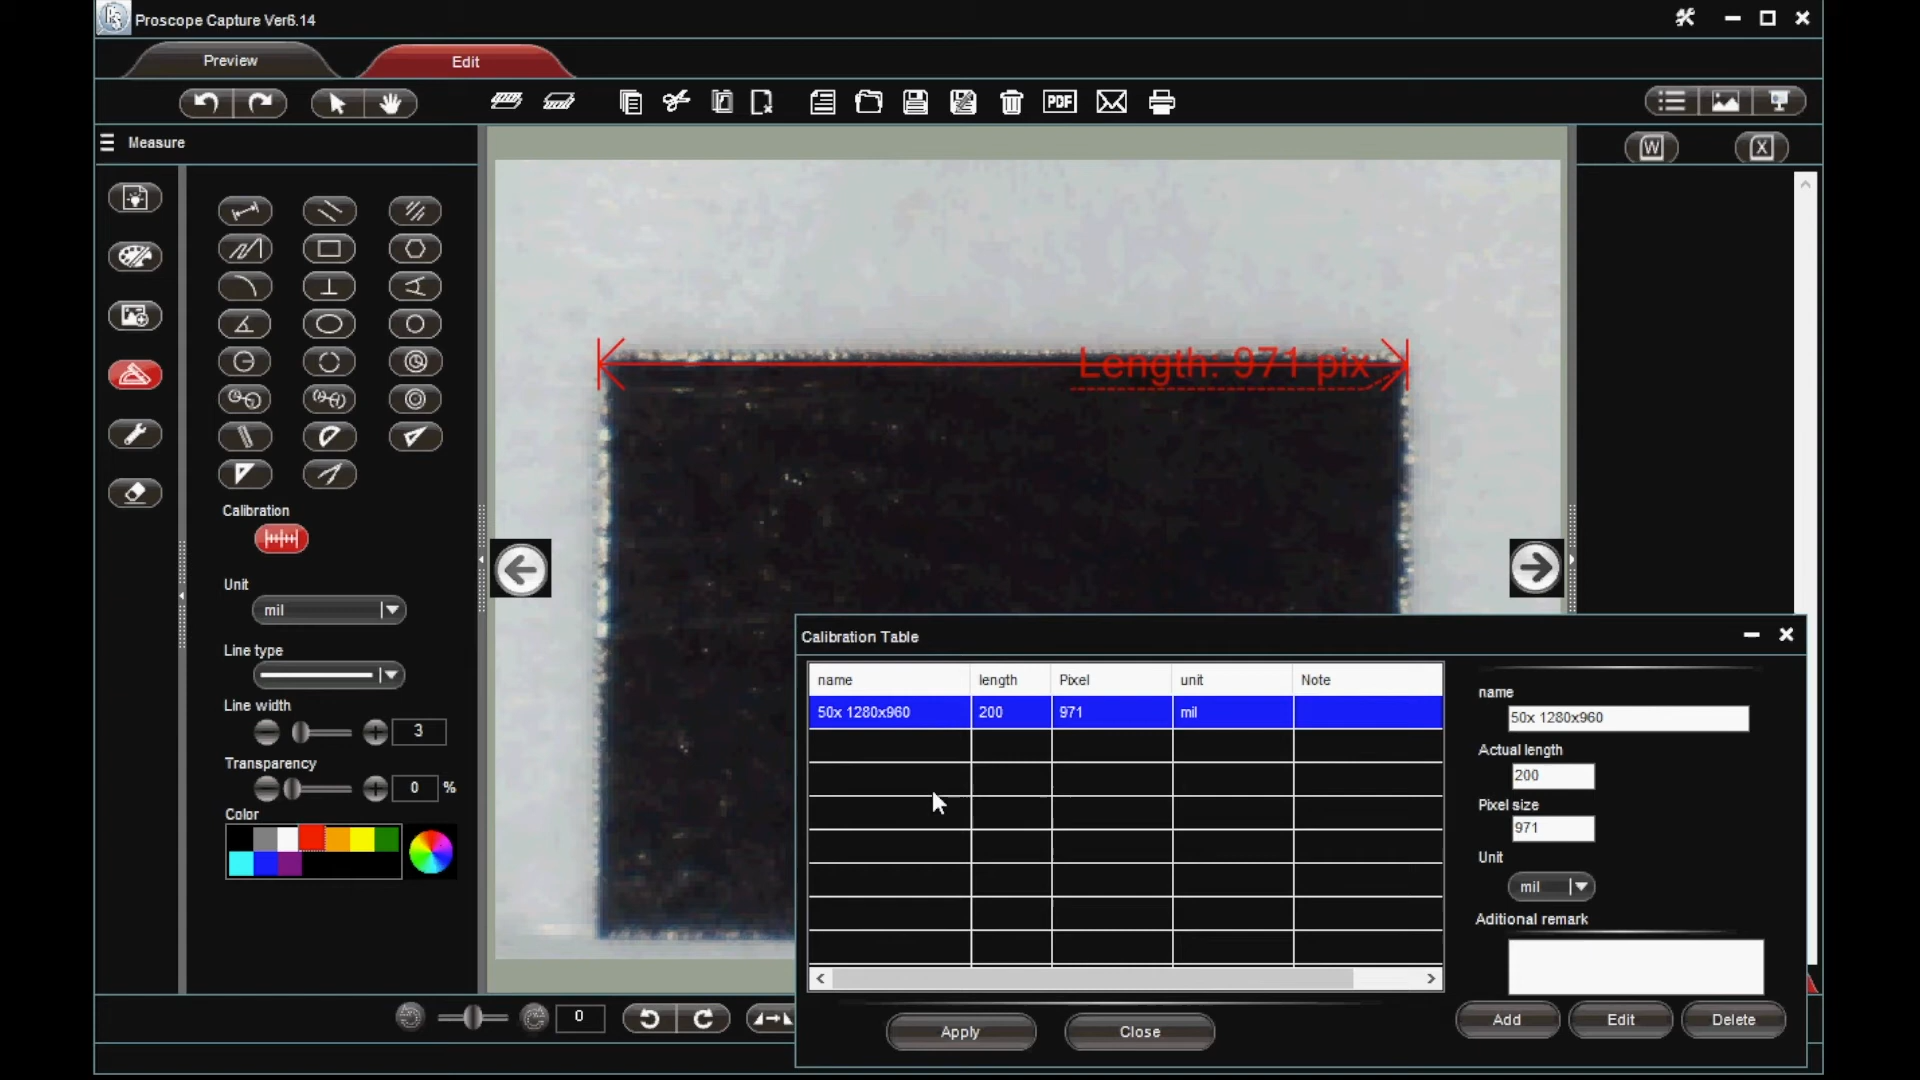 Proscope Capture Ver6.14
Preview
Edit
PDF
Measure
W
X
Length: 971 pix
Calibration
Unit
mil
Line type
Line width
3
Transparency
0 %
Color
0
Calibration Table
name length Pixel unit Note
50x 1280x960 200 971 mil
name
50x 1280x960
Actual length
200
Pixel size
971
Unit
mil
Aditional remark
Apply
Close
Add
Edit
Delete